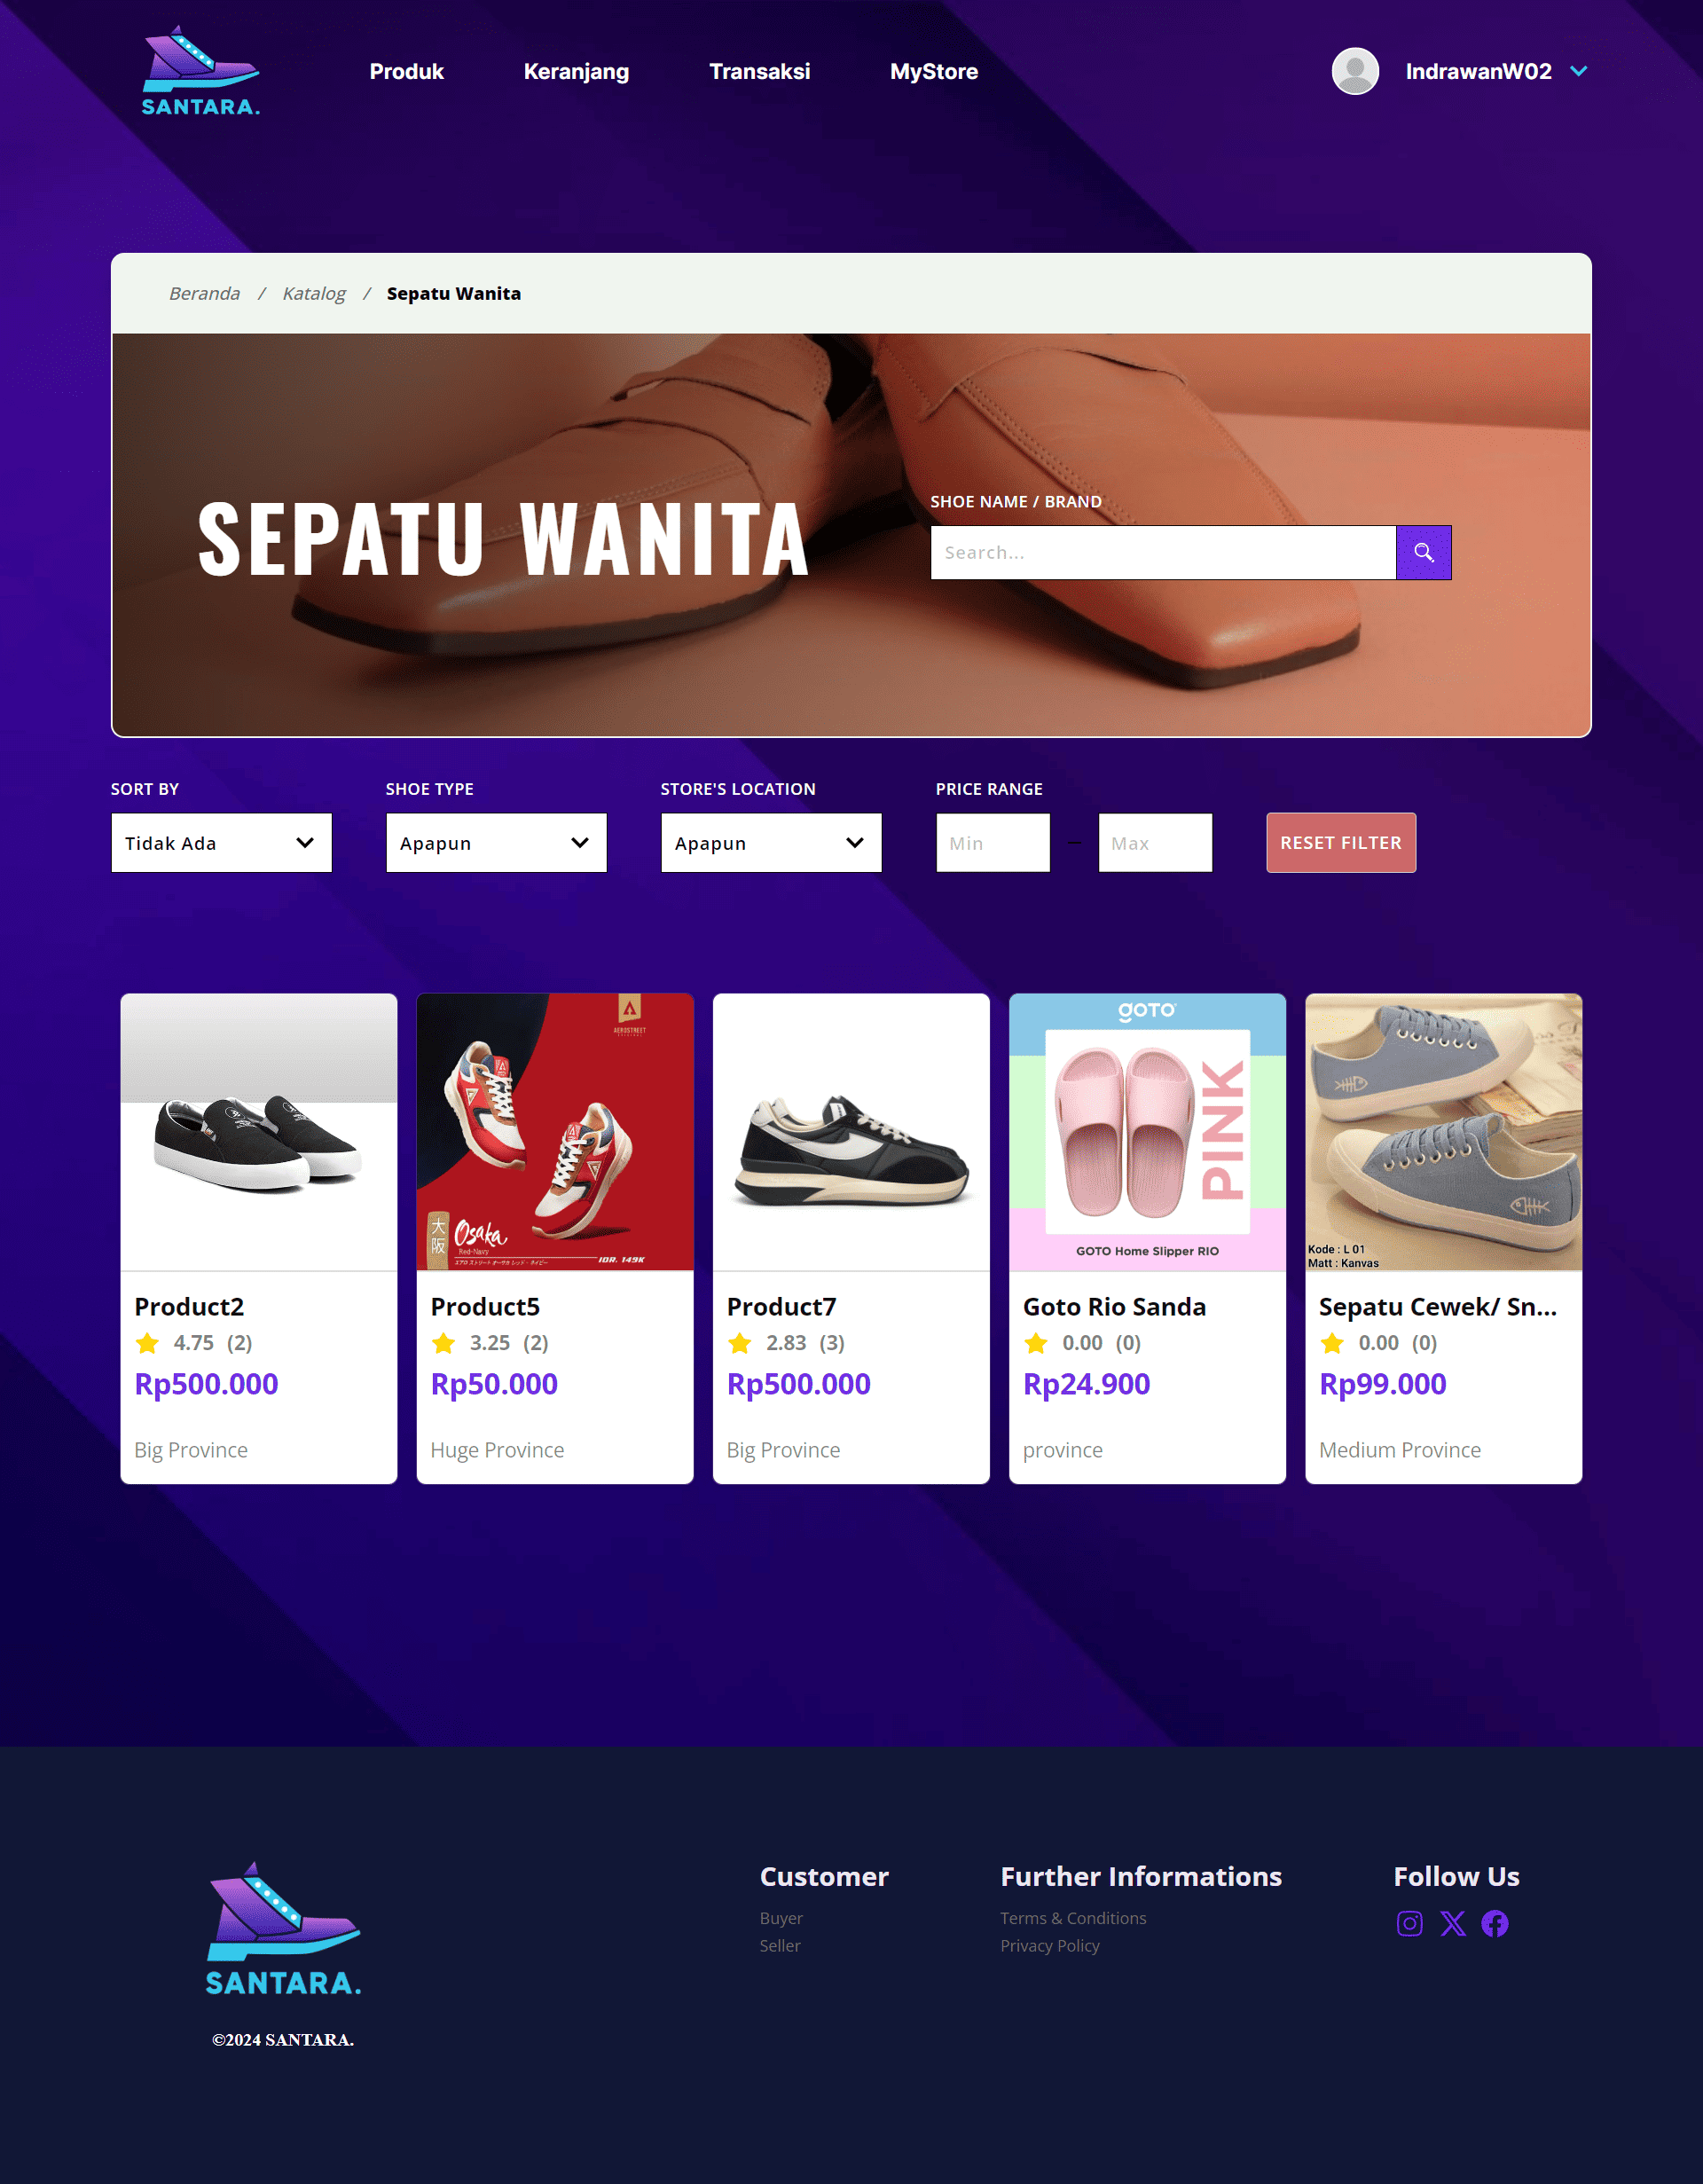 SANTARA.
Produk
Keranjang
Transaksi
MyStore
IndrawanW02
Beranda / Katalog / Sepatu Wanita
SEPATU WANITA
SHOE NAME / BRAND
Search...
SORT BY
SHOE TYPE
STORE'S LOCATION
PRICE RANGE
Tidak Ada
Apapun
Apapun
Min
Max
RESET FILTER
AEROSTREET
大阪
Osaka
Red-Navy
IDR. 149K
goto
PINK
GOTO Home Slipper RIO
Kode : L 01
Matt : Kanvas
Product2
4.75 (2)
Rp500.000
Big Province
Product5
3.25 (2)
Rp50.000
Huge Province
Product7
2.83 (3)
Rp500.000
Big Province
Goto Rio Sanda
0.00 (0)
Rp24.900
province
Sepatu Cewek/ Sn...
0.00 (0)
Rp99.000
Medium Province
SANTARA.
©2024 SANTARA.
Customer
Buyer
Seller
Further Informations
Terms & Conditions
Privacy Policy
Follow Us